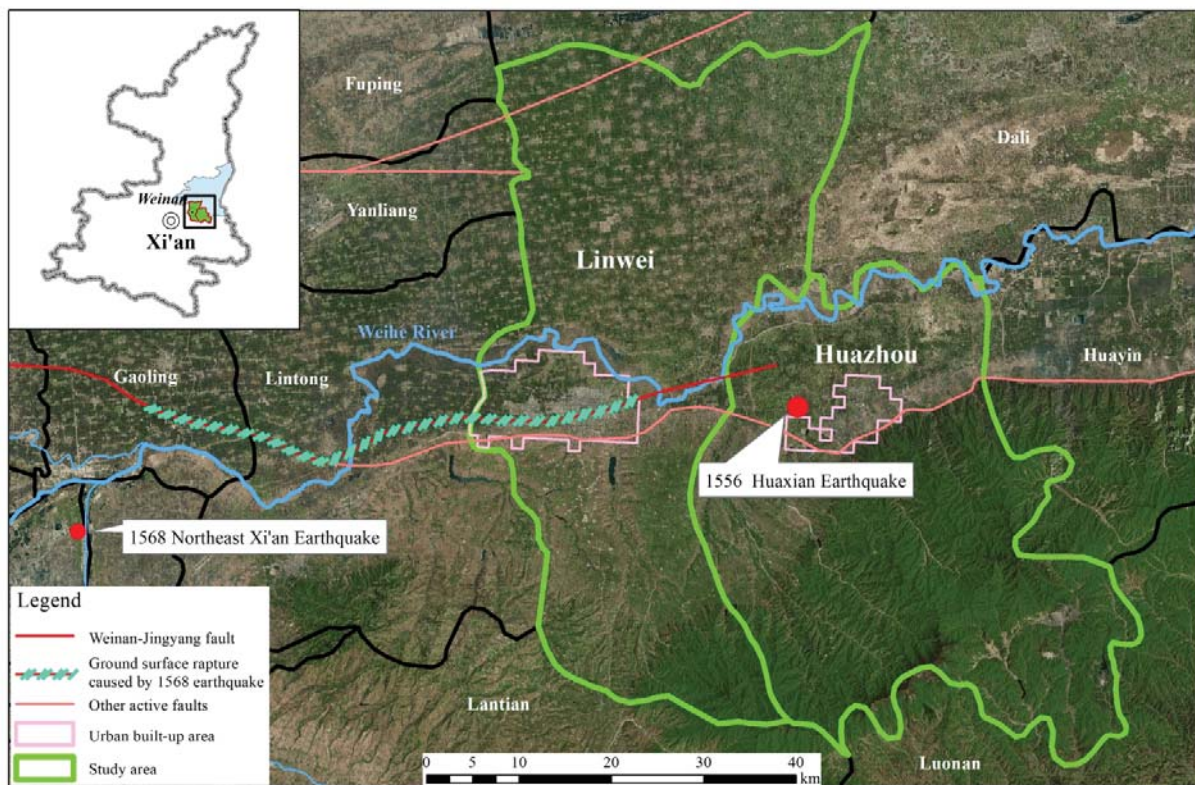 Weinan
Xi'an
Fuping
Dali
Yanliang
Linwei
Weihe River
Huazhou
Huayin
Gaoling
Lintong
1556 Huaxian Earthquake
1568 Northeast Xi'an Earthquake
Legend
Weinan-Jingyang fault
Ground surface rapture
caused by 1568 earthquake
Other active faults
Urban built-up area
Study area
Lantian
Luonan
0 5 10 20 30 40
km